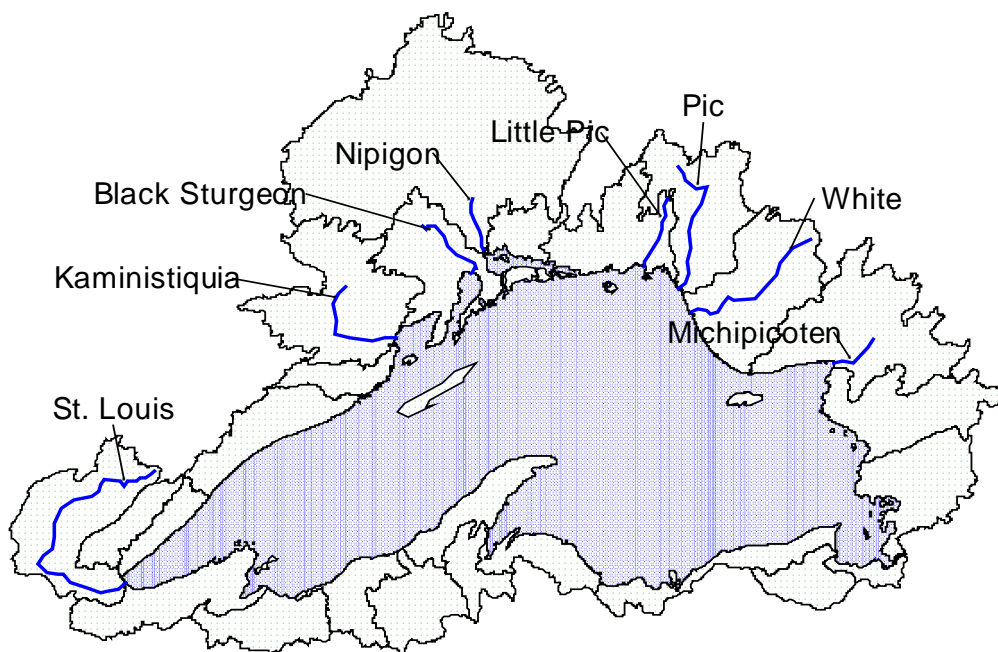 Pic
Little Pic
Nipigon
Black Sturgeon
White
Kaministiquia
Michipicoten
St. Louis